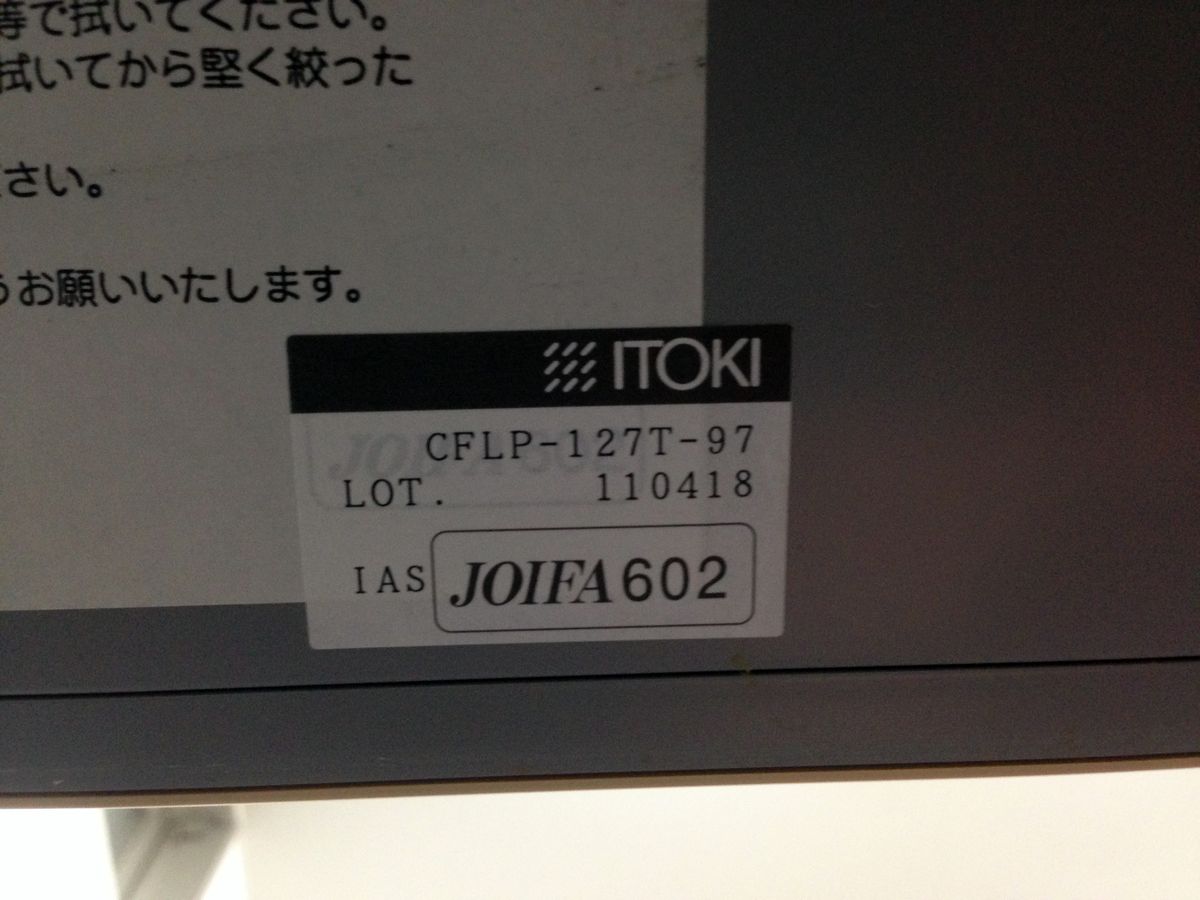 等で拭いてください。
拭いてから堅く絞った
さい。
うお願いいたします。
ITOKI
CFLP-127T-97
LOT. 110418
IAS JOIFA 602